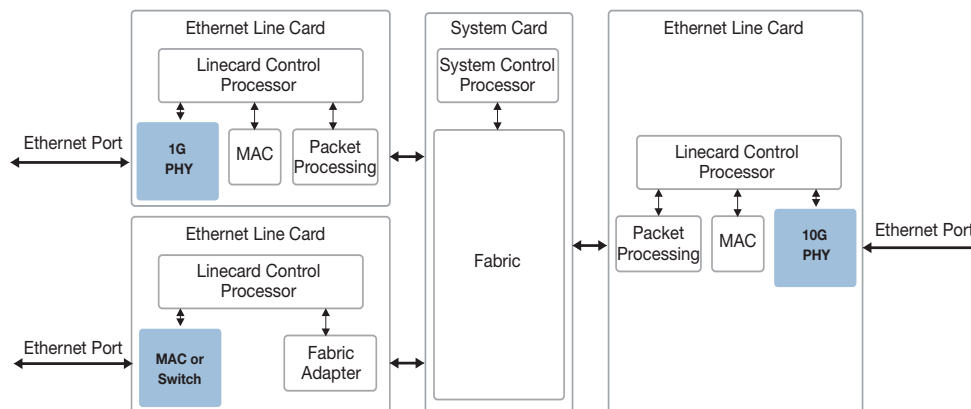 Ethernet Line Card
Linecard Control
Processor
Ethernet Port
1G
PHY
MAC
Packet
Processing
Ethernet Line Card
Linecard Control
Processor
Ethernet Port
MAC or
Switch
Fabric
Adapter
System Card
System Control
Processor
Fabric
Ethernet Line Card
Linecard Control
Processor
Packet
Processing
MAC
10G
PHY
Ethernet Port